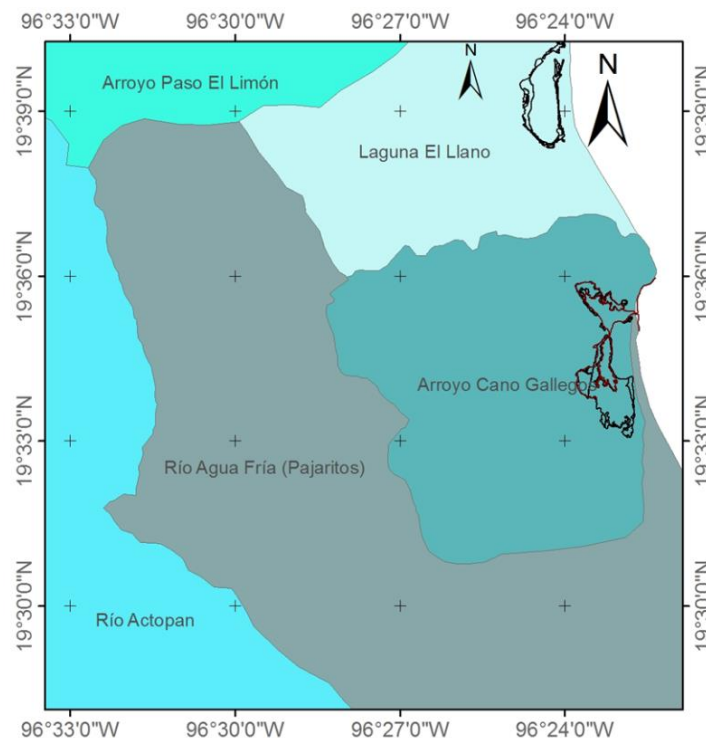 96°33'0"W 96°30'0"W 96°27'0"W 96°24'0"W
N
N
Arroyo Paso El Limón
19°39'0"N 19°39'0"N
Laguna El Llano
19°36'0"N 19°36'0"N
Arroyo Cano Gallegos
19°33'0"N 19°33'0"N
Río Agua Fría (Pajaritos)
19°30'0"N 19°30'0"N
Río Actopan
96°33'0"W 96°30'0"W 96°27'0"W 96°24'0"W